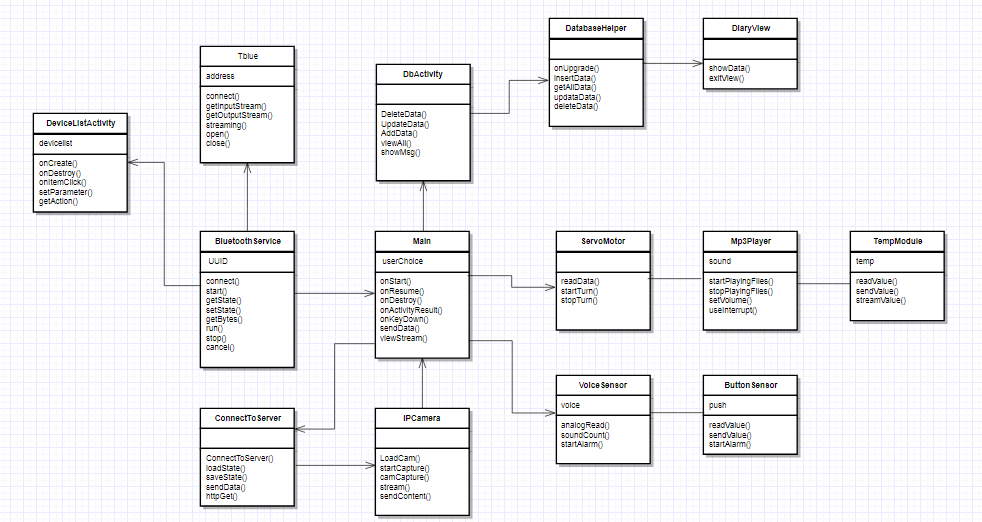 DatabaseHelper
onUpgrade()
insertData()
getAllData()
updataData()
deleteData()
DiaryView
showData()
exitView()
Tblue
address
connect()
getInputStream()
getOutputStream()
streaming()
open()
close()
DbActivity
DeleteData()
UpdateData()
AddData()
viewAll()
showMsg()
DeviceListActivity
devicelist
onCreate()
onDestroy()
onItemClick()
setParameter()
getAction()
BluetoothService
UUID
connect()
start()
getState()
setState()
getBytes()
run()
stop()
cancel()
Main
userChoice
onStart()
onResume()
onDestroy()
onActivityResult()
onKeyDown()
sendData()
viewStream()
ServoMotor
readData()
startTurn()
stopTurn()
Mp3Player
sound
startPlayingFiles()
stopPlayingFiles()
setVolume()
useInterrupt()
TempModule
temp
readValue()
sendValue()
streamValue()
VoiceSensor
voice
analogRead()
soundCount()
startAlarm()
ButtonSensor
push
readValue()
sendValue()
startAlarm()
ConnectToServer
ConnectToServer()
loadState()
saveState()
sendData()
httpGet()
IPCamera
LoadCam()
startCapture()
camCapture()
stream()
sendContent()